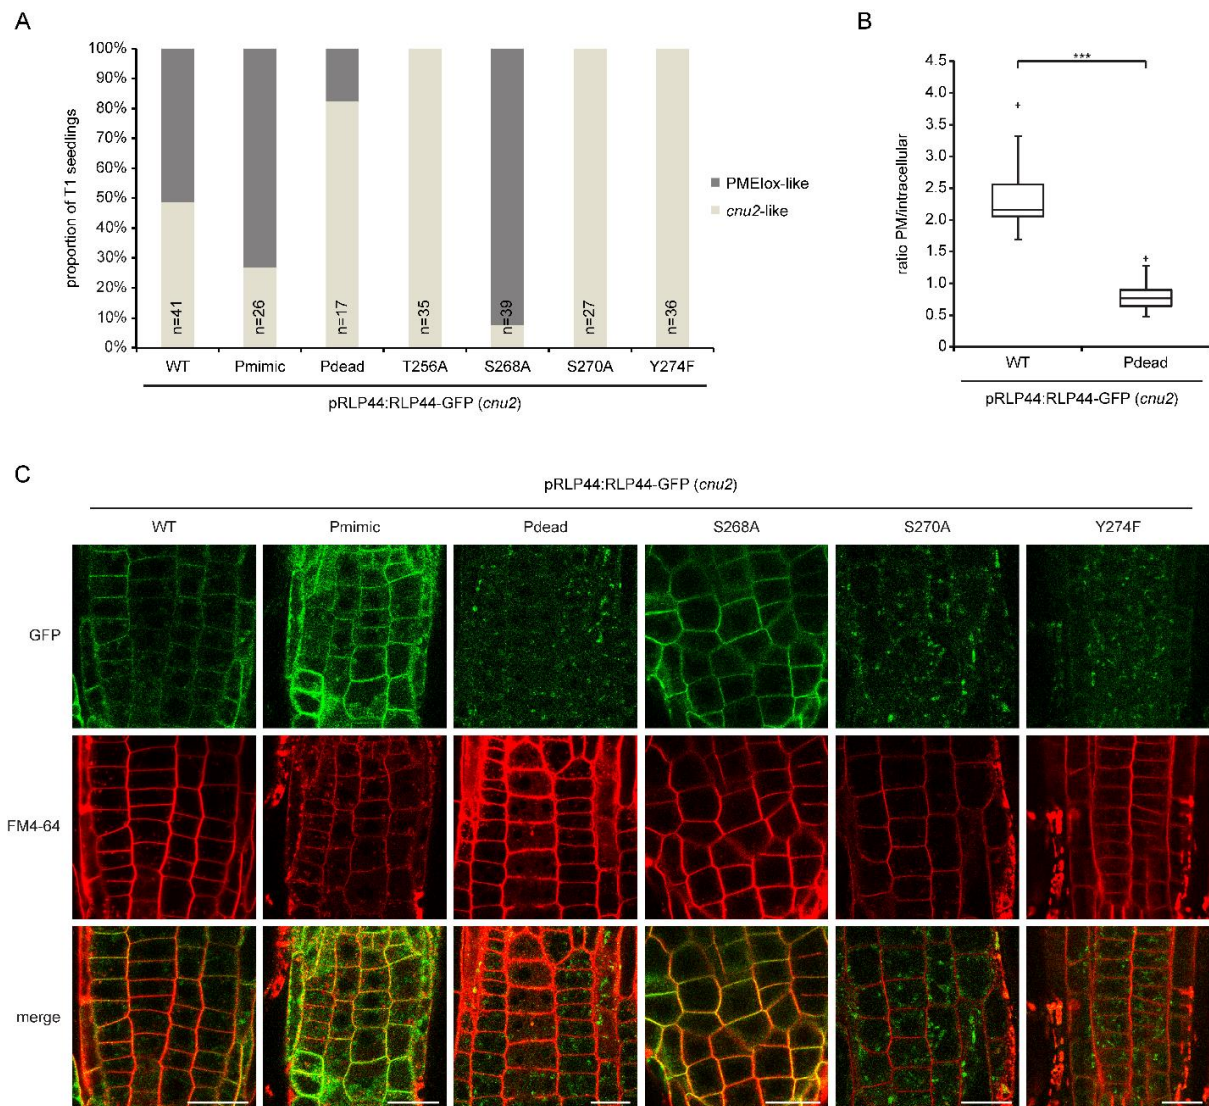 A
100%
90%
80%
70%
60%
50%
40%
30%
20%
10%
0%
proportion of T1 seedlings
n=41
n=26
n=17
n=35
n=39
n=27
n=36
WT Pmimic Pdead T256A S268A S270A Y274F
pRLP44:RLP44-GFP (cnu2)
PMEIox-like
cnu2-like
B
***
4.5
4.0
3.5
3.0
2.5
2.0
1.5
1.0
0.5
0
ratio PM/intracellular
+
+
WT Pdead
pRLP44:RLP44-GFP (cnu2)
C
pRLP44:RLP44-GFP (cnu2)
WT Pmimic Pdead S268A S270A Y274F
GFP
FM4-64
merge